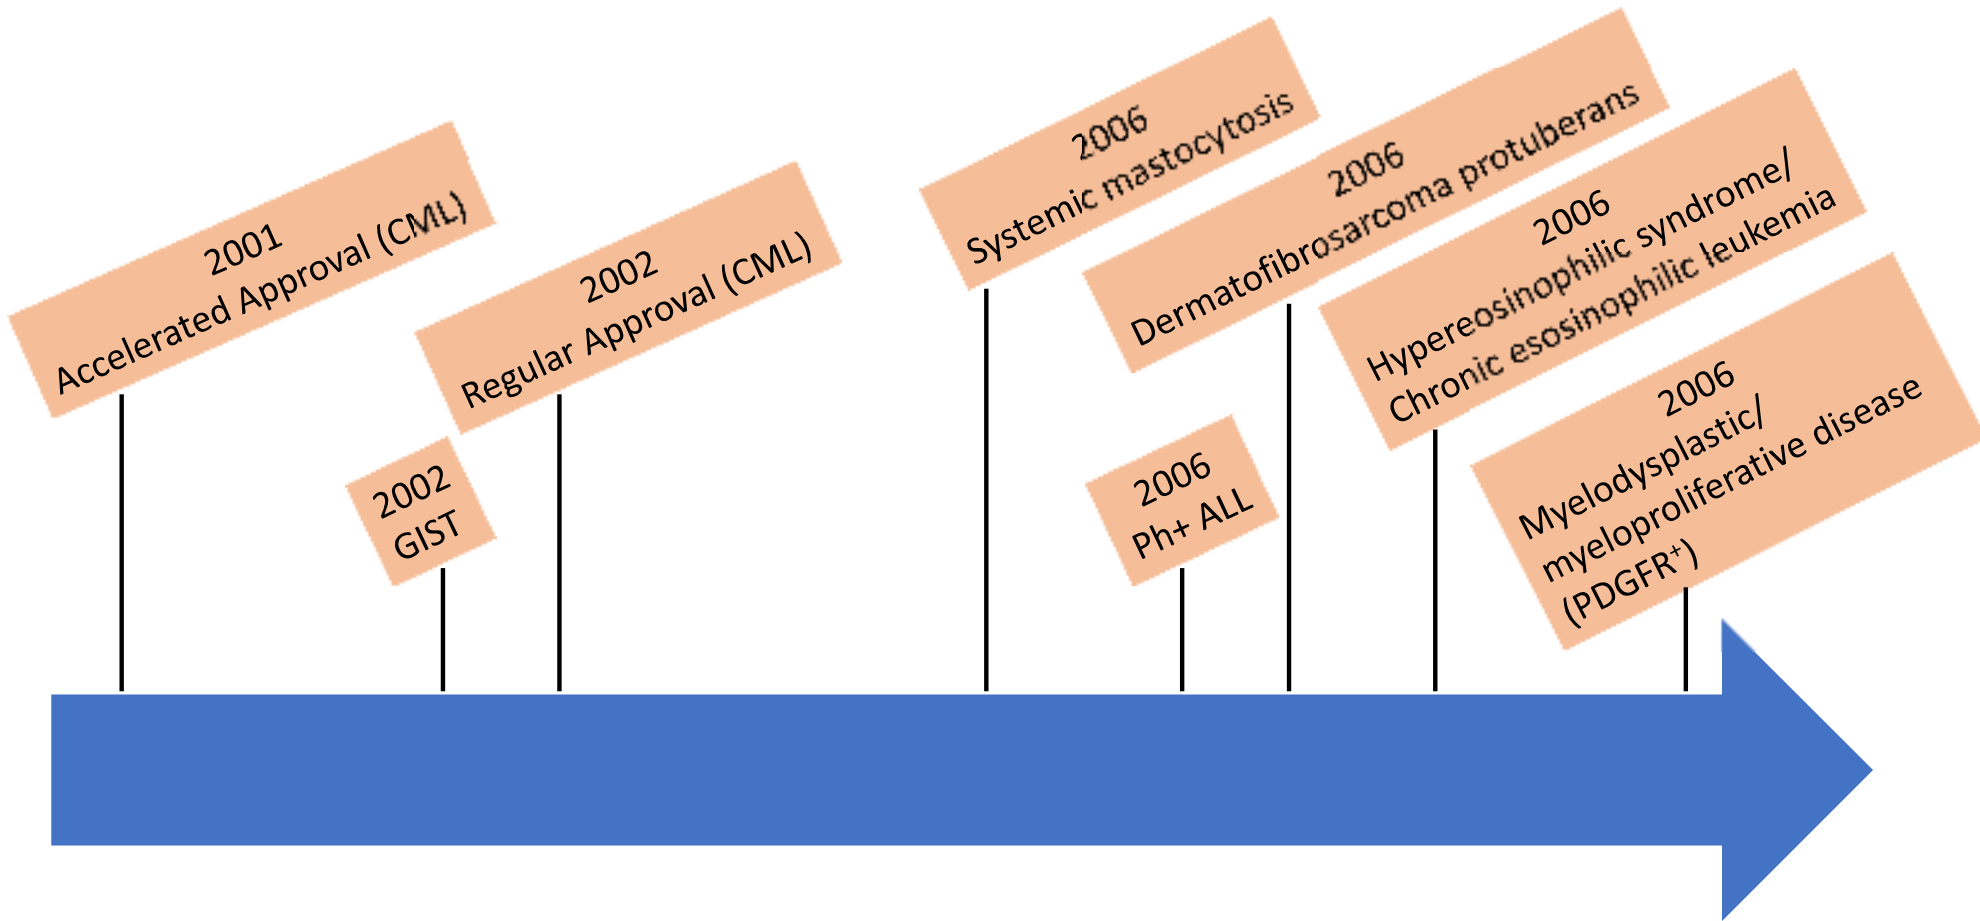 2001
Accelerated Approval (CML)
2002
GIST
2002
Regular Approval (CML)
2006
Systemic mastocytosis
2006
Ph+ ALL
2006
Dermatofibrosarcoma protuberans
2006
Hypereosinophilic syndrome/
Chronic esosinophilic leukemia
2006
Myelodysplastic/
myeloproliferative disease
(PDGFR⁺)